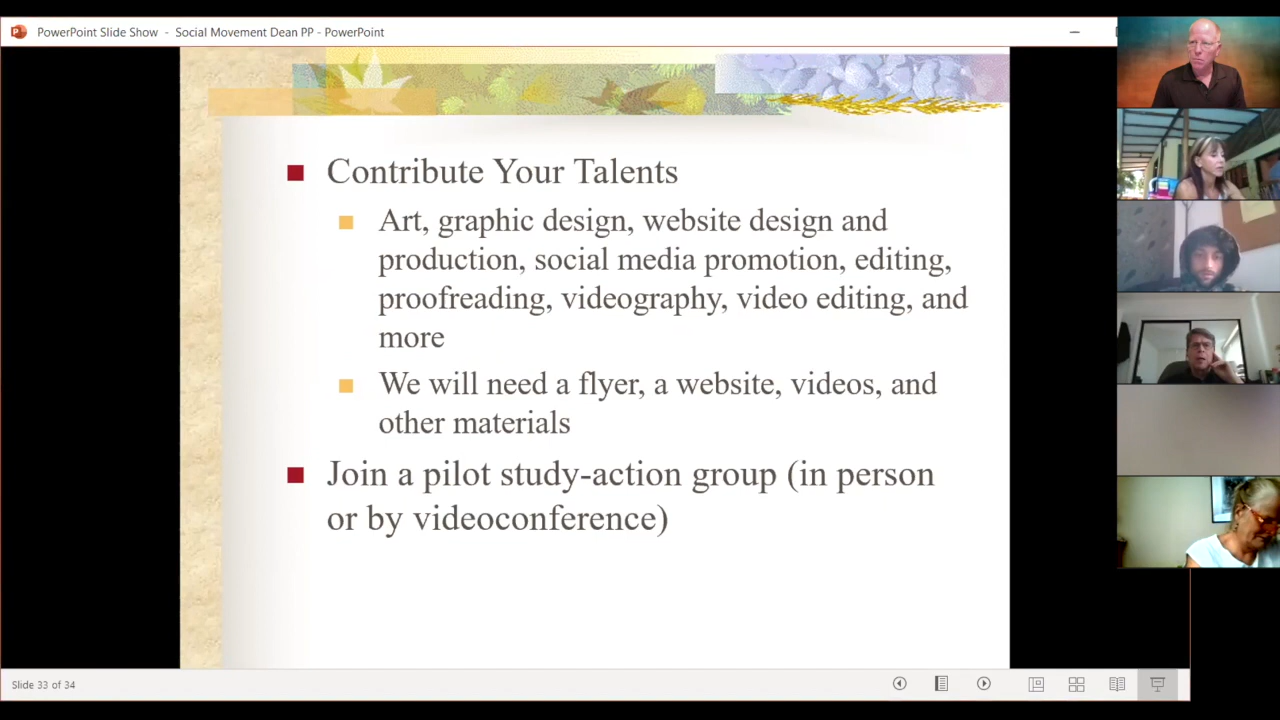 PowerPoint Slide Show - Social Movement Dean PP - PowerPoint
Contribute Your Talents
Art, graphic design, website design and
production, social media promotion, editing,
proofreading, videography, video editing, and
more
We will need a flyer, a website, videos, and
other materials
Join a pilot study-action group (in person
or by videoconference)
Slide 33 of 34